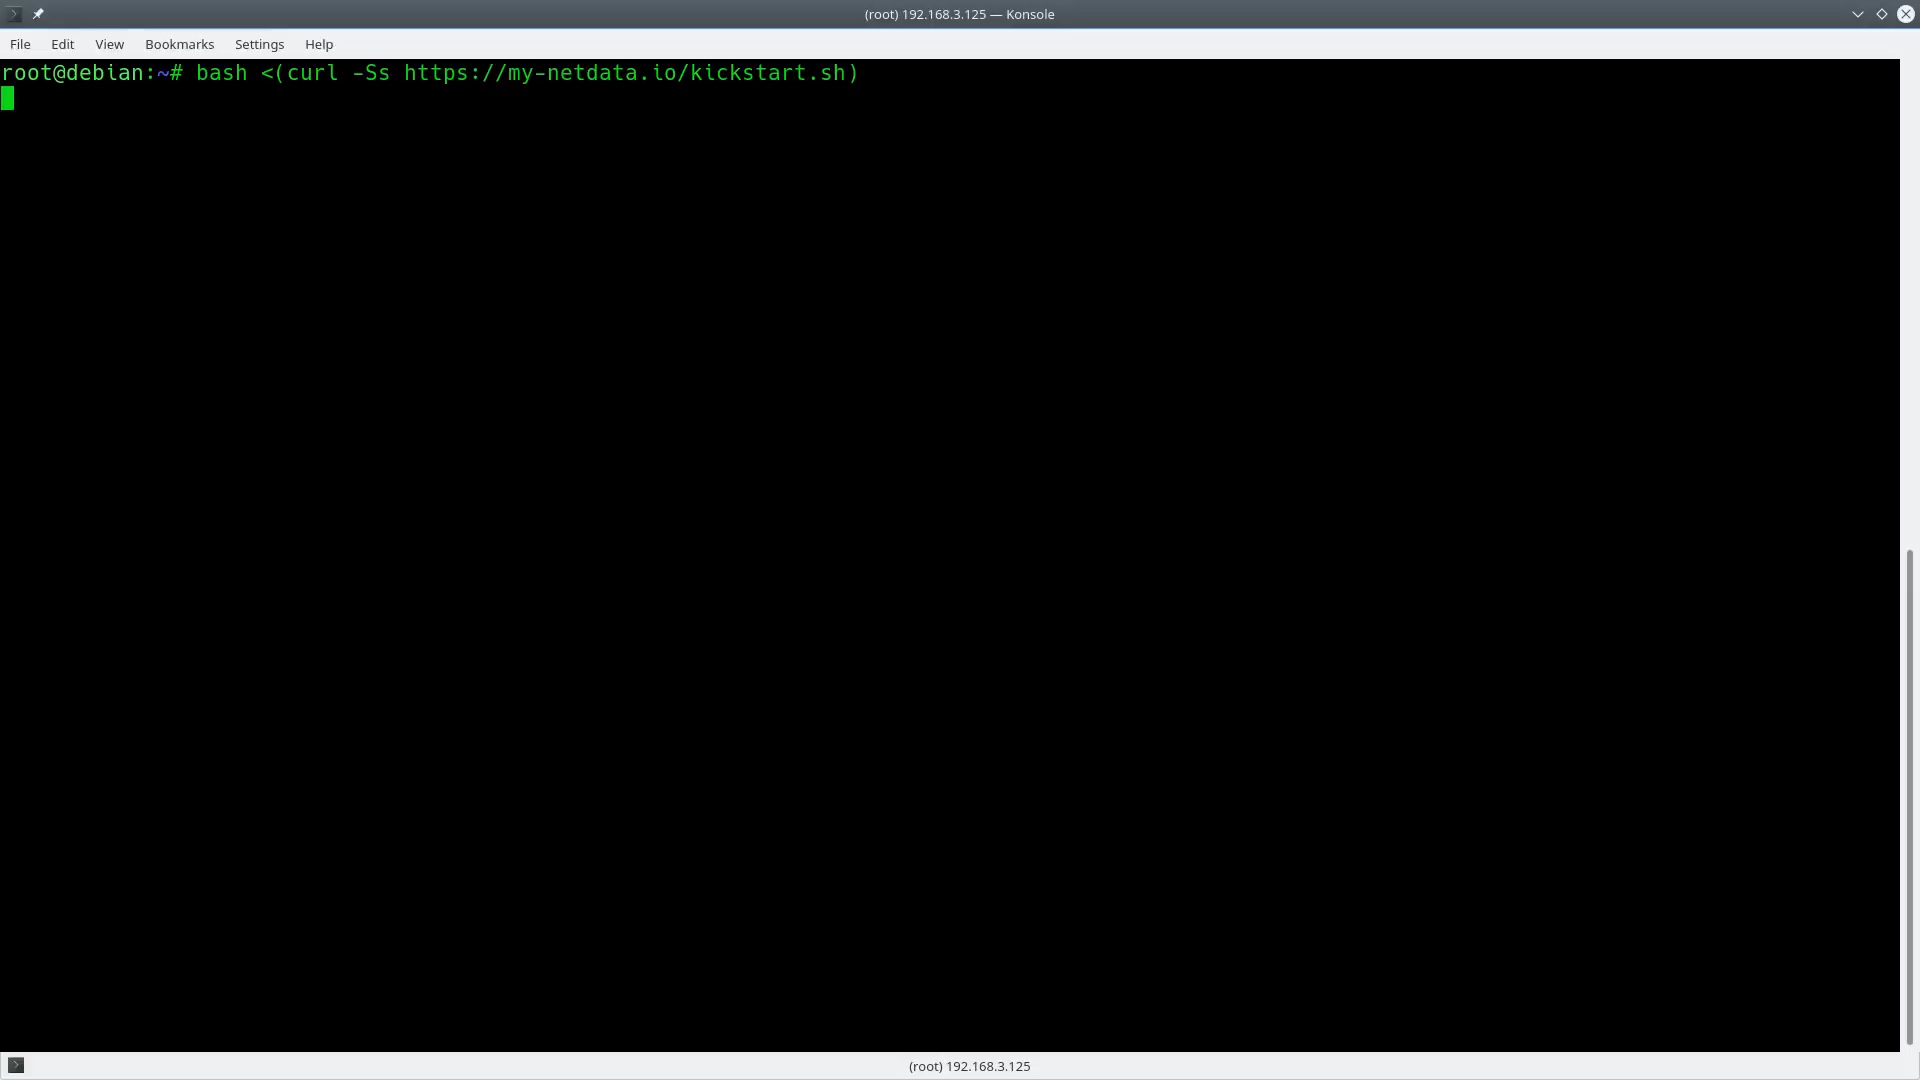 (root) 192.168.3.125 — Konsole
File Edit View Bookmarks Settings Help
root@debian:~# bash <(curl -Ss https://my-netdata.io/kickstart.sh)
(root) 192.168.3.125